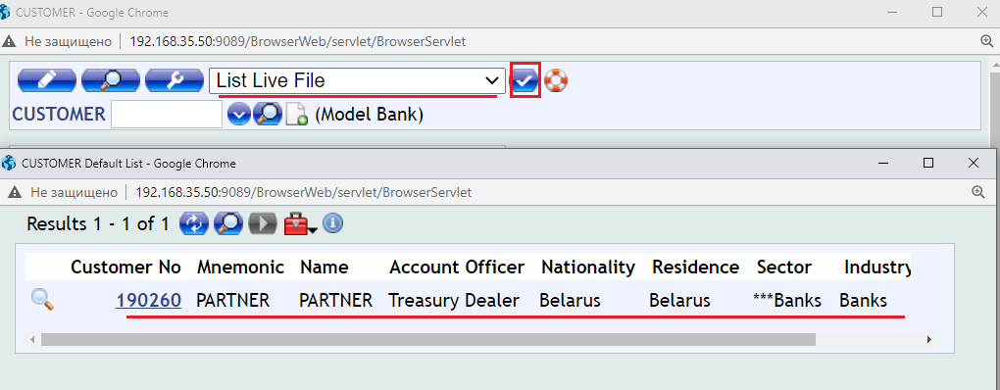 CUSTOMER - Google Chrome
Не защищено 192.168.35.50:9089/BrowserWeb/servlet/BrowserServlet
List Live File
CUSTOMER (Model Bank)
CUSTOMER Default List - Google Chrome
Не защищено 192.168.35.50:9089/BrowserWeb/servlet/BrowserServlet
Results 1 - 1 of 1
Customer No Mnemonic Name Account Officer Nationality Residence Sector Industry
190260 PARTNER PARTNER Treasury Dealer Belarus Belarus ***Banks Banks